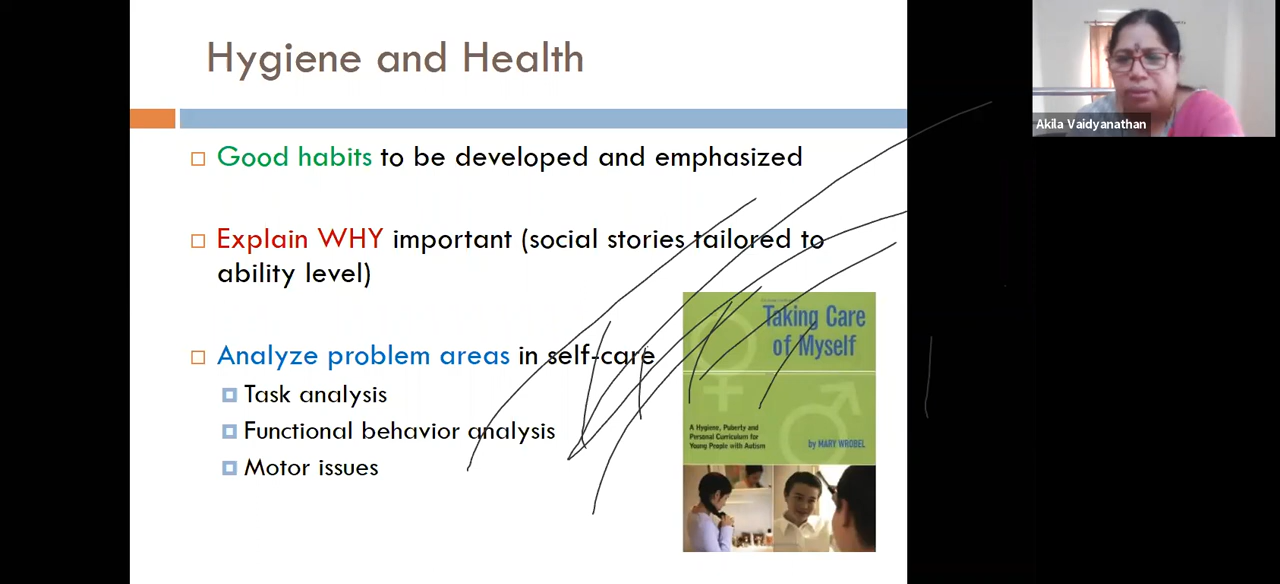 Hygiene and Health
Good habits to be developed and emphasized
Explain WHY important (social stories tailored to
ability level)
Analyze problem areas in self-care
Task analysis
Functional behavior analysis
Motor issues
Taking Care
of Myself
A Hygiene, Puberty and
Personal Curriculum for
Young People with Autism
by MARY WROBEL
Akila Vaidyanathan